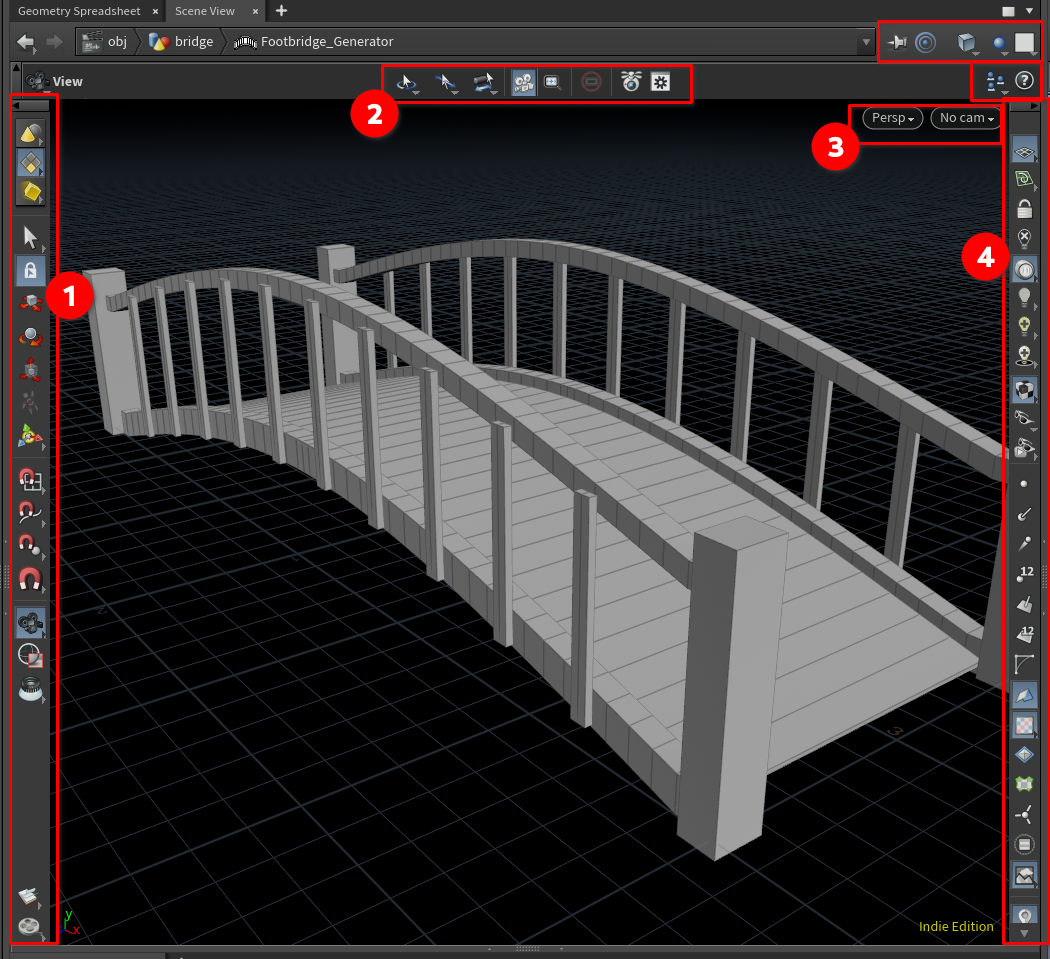 Geometry Spreadsheet × Scene View × +
obj bridge Footbridge_Generator
View
2
Persp No cam
3
4
1
12
12
y
x
Indie Edition